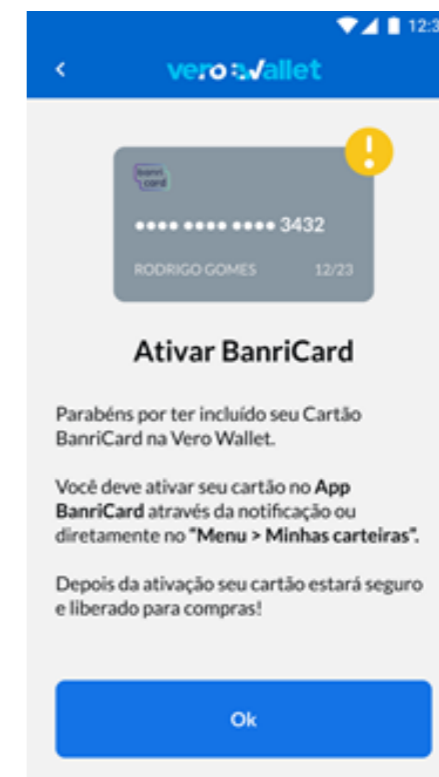 12:3
vero wallet
banri
card
•••• •••• •••• 3432
RODRIGO GOMES 12/23
Ativar BanriCard
Parabéns por ter incluído seu Cartão
BanriCard na Vero Wallet.
Você deve ativar seu cartão no App
BanriCard através da notificação ou
diretamente no "Menu > Minhas carteiras".
Depois da ativação seu cartão estará seguro
e liberado para compras!
Ok